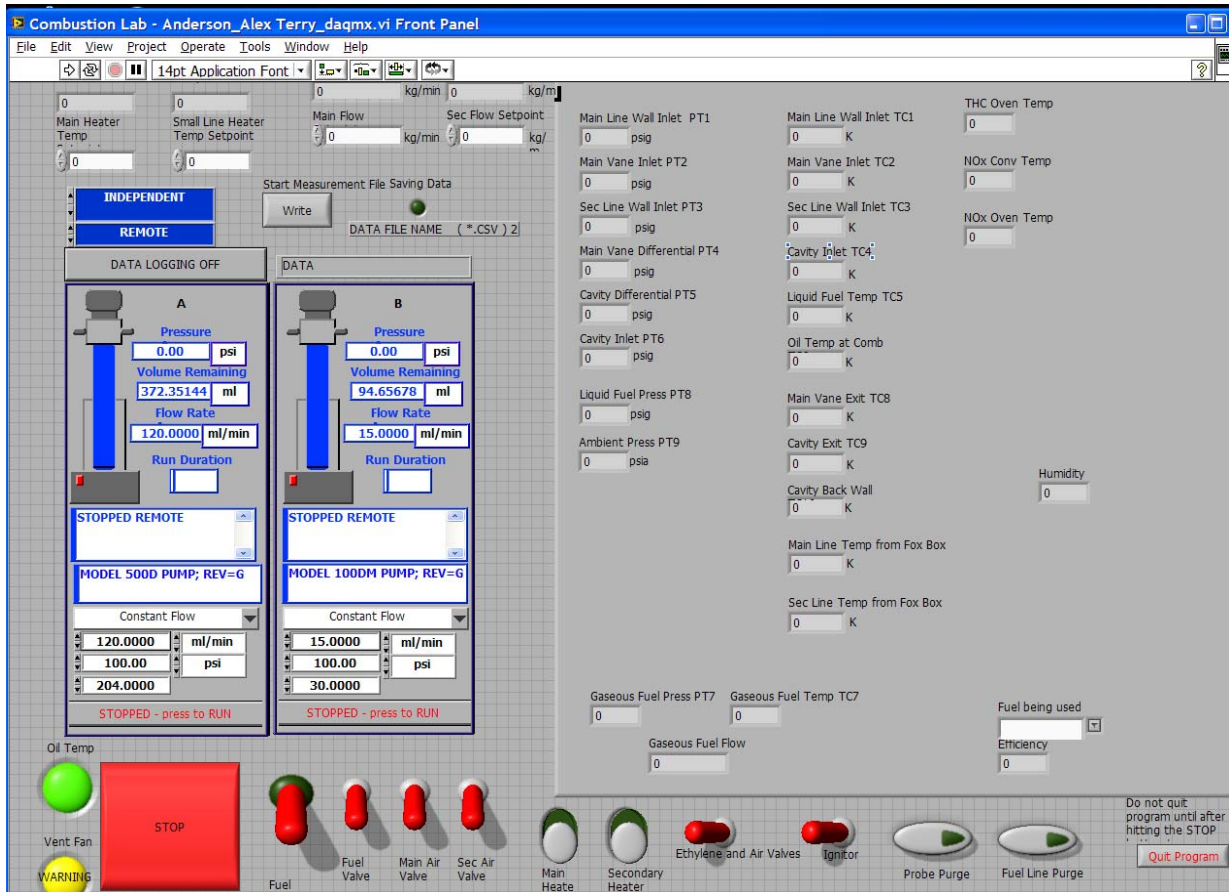 Combustion Lab - Anderson_Alex Terry_daqmx.vi Front Panel
File Edit View Project Operate Tools Window Help
14pt Application Font
0 0 0 kg/min 0 kg/m
Main Heater Temp
Small Line Heater Temp Setpoint
Main Flow
Sec Flow Setpoint
0 0 0 kg/min 0 kg/
INDEPENDENT
REMOTE
Start Measurement File Saving Data
Write
DATA FILE NAME ( *.CSV ) 2
DATA LOGGING OFF
DATA
A
Pressure
0.00 psi
Volume Remaining
372.35144 ml
Flow Rate
120.0000 ml/min
Run Duration
STOPPED REMOTE
MODEL 500D PUMP; REV=G
Constant Flow
120.0000 ml/min
100.00 psi
204.0000
STOPPED - press to RUN
B
Pressure
0.00 psi
Volume Remaining
94.65678 ml
Flow Rate
15.0000 ml/min
Run Duration
STOPPED REMOTE
MODEL 100DM PUMP; REV=G
Constant Flow
15.0000 ml/min
100.00 psi
30.0000
STOPPED - press to RUN
Main Line Wall Inlet PT1
0 psig
Main Vane Inlet PT2
0 psig
Sec Line Wall Inlet PT3
0 psig
Main Vane Differential PT4
0 psig
Cavity Differential PT5
0 psig
Cavity Inlet PT6
0 psig
Liquid Fuel Press PT8
0 psig
Ambient Press PT9
0 psia
Main Line Wall Inlet TC1
0 K
Main Vane Inlet TC2
0 K
Sec Line Wall Inlet TC3
0 K
Cavity Inlet TC4
0 K
Liquid Fuel Temp TC5
0 K
Oil Temp at Comb
0 K
Main Vane Exit TC8
0 K
Cavity Exit TC9
0 K
Cavity Back Wall
0 K
Main Line Temp from Fox Box
0 K
Sec Line Temp from Fox Box
0 K
THC Oven Temp
0
NOx Conv Temp
0
NOx Oven Temp
0
Humidity
0
Gaseous Fuel Press PT7
0
Gaseous Fuel Temp TC7
0
Gaseous Fuel Flow
0
Fuel being used
Efficiency
0
Oil Temp
Vent Fan
WARNING
STOP
Fuel
Fuel Valve
Main Air Valve
Sec Air Valve
Main Heate
Secondary Heater
Ethylene and Air Valves
Ignitor
Probe Purge
Fuel Line Purge
Do not quit
program until after
hitting the STOP
Quit Program